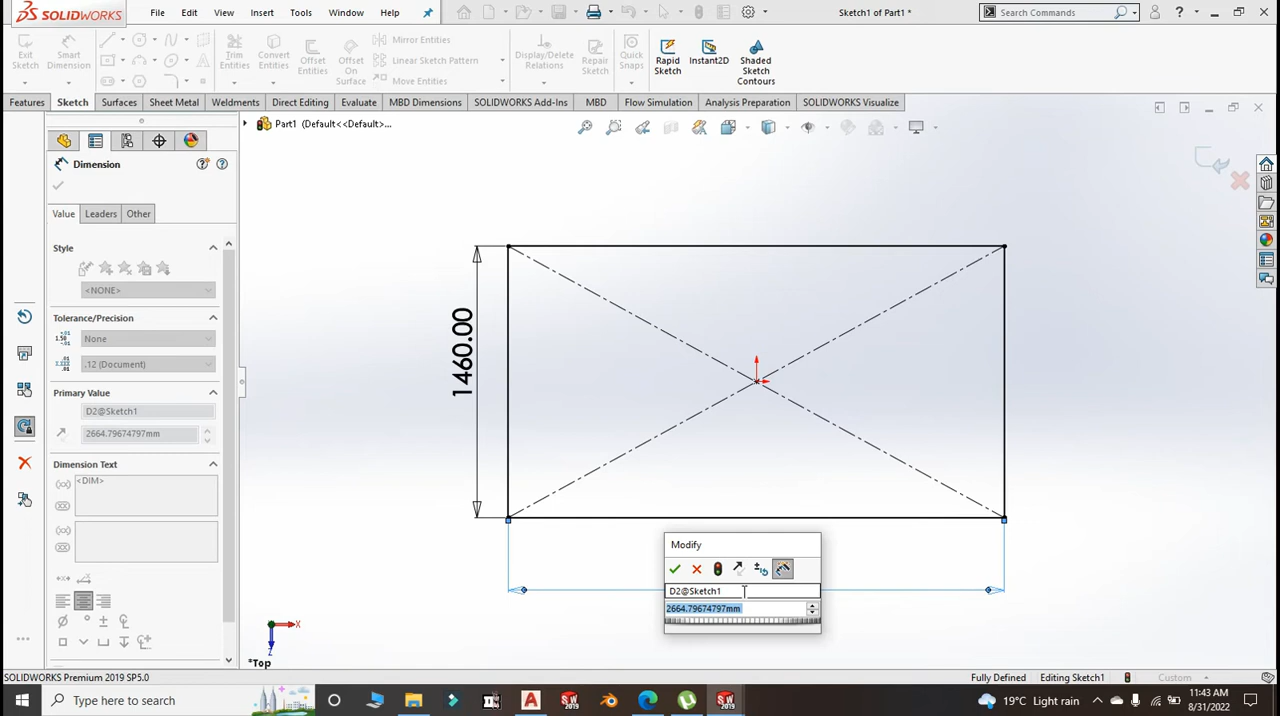 SOLIDWORKS
File
Edit
View
Insert
Tools
Window
Help
Sketch1 of Part1 *
Search Commands
Exit
Sketch
Smart
Dimension
Trim
Entities
Convert
Entities
Offset
Entities
Offset
On
Surface
Mirror Entities
Linear Sketch Pattern
Move Entities
Display/Delete
Relations
Repair
Sketch
Quick
Snaps
Rapid
Sketch
Instant2D
Shaded
Sketch
Contours
Features
Sketch
Surfaces
Sheet Metal
Weldments
Direct Editing
Evaluate
MBD Dimensions
SOLIDWORKS Add-Ins
MBD
Flow Simulation
Analysis Preparation
SOLIDWORKS Visualize
Part1 (Default<<Default>...
Dimension
Value
Leaders
Other
Style
<NONE>
Tolerance/Precision
None
.12 (Document)
Primary Value
D2@Sketch1
2664.79674797mm
Dimension Text
<DIM>
1460.00
Modify
D2@Sketch1
2664.79674797mm
X
Z
*Top
SOLIDWORKS Premium 2019 SP5.0
Fully Defined
Editing Sketch1
Custom
Type here to search
19°C Light rain
11:43 AM
8/31/2022